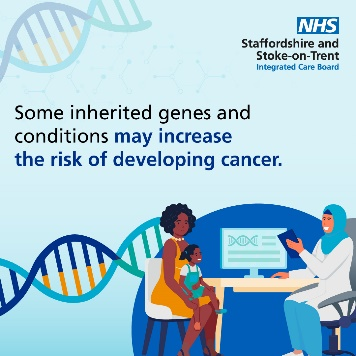 NHS
Staffordshire and
Stoke-on-Trent
Integrated Care Board
Some inherited genes and
conditions may increase
the risk of developing cancer.